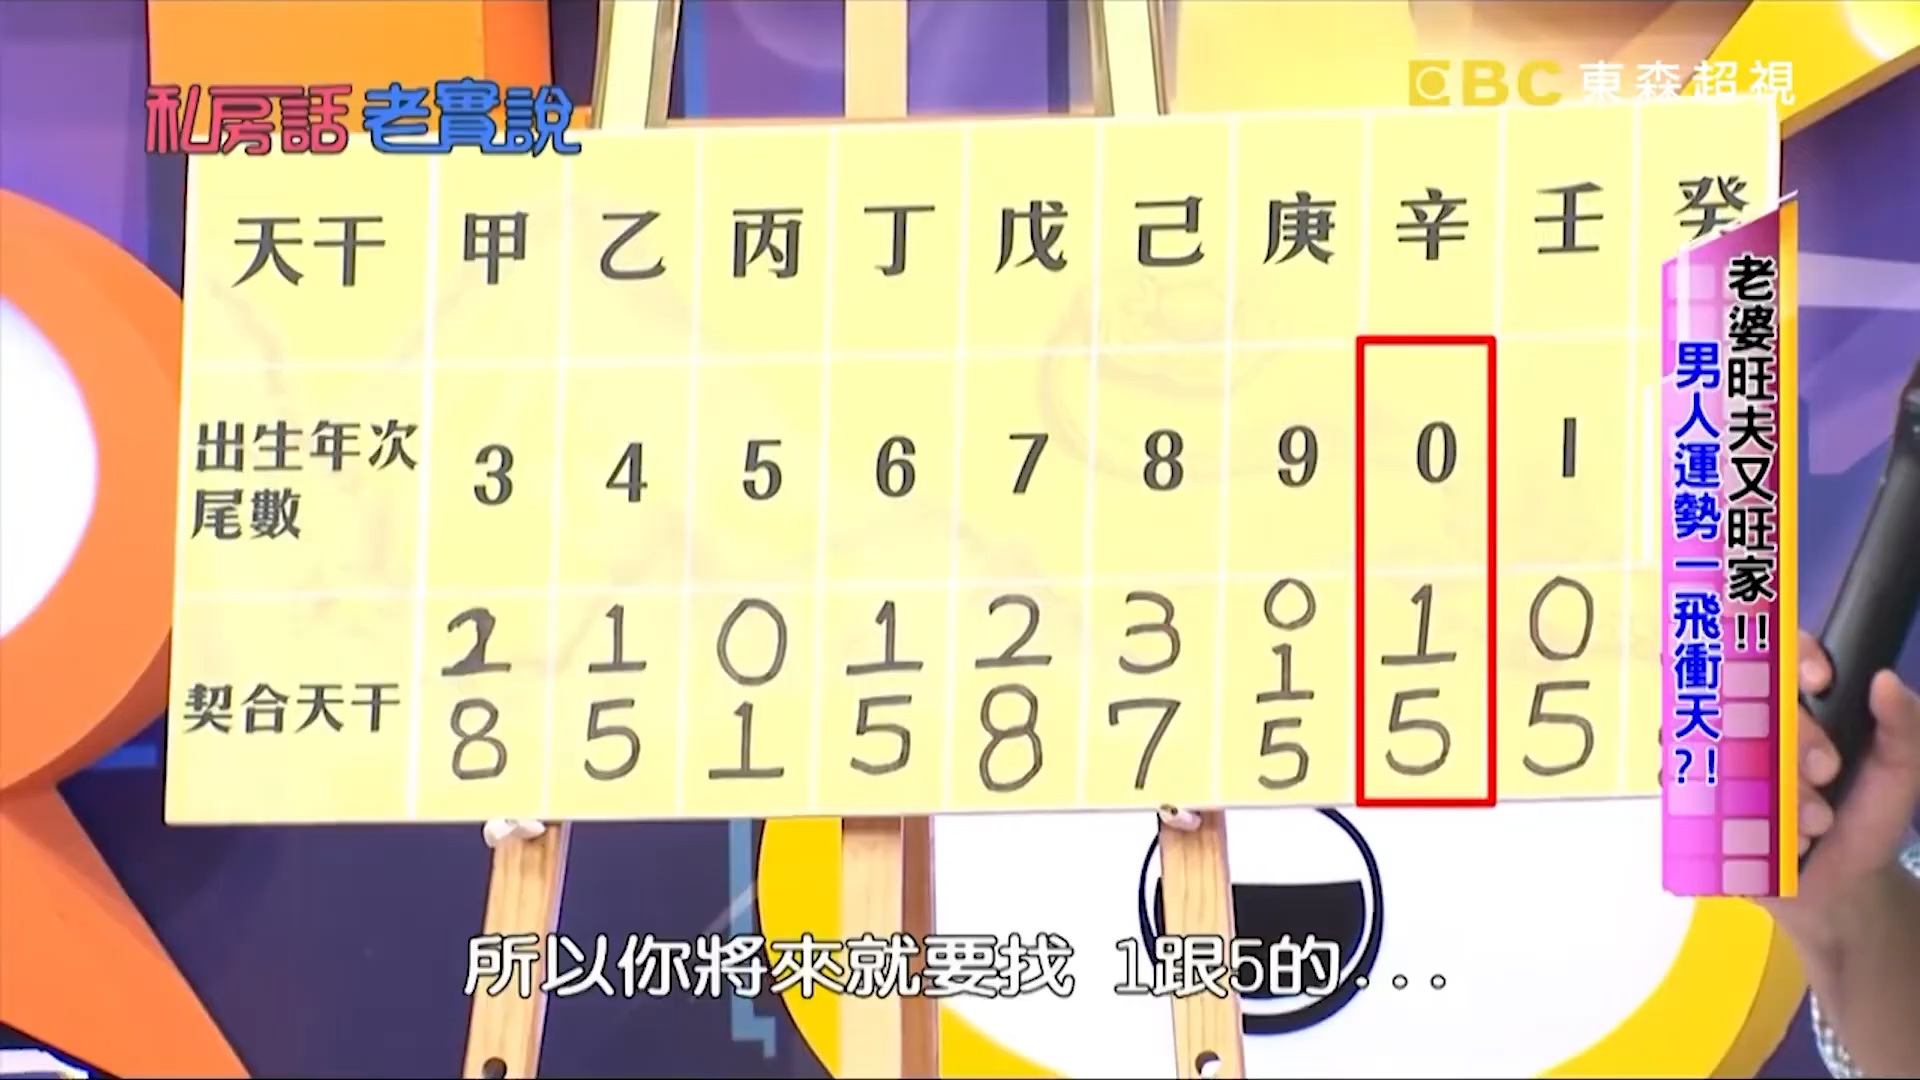 私房話老實說
EBC 東森超視
天干 甲 乙 丙 丁 戊 己 庚 辛 壬 癸
出生年次尾數 3 4 5 6 7 8 9 0 1
契合天干 2 8 1 5 0 1 1 5 2 8 3 7 0 1 5 1 5 0 5
老婆旺夫又旺家!!
男人運勢一飛衝天?!
所以你將來就要找 1跟5的...